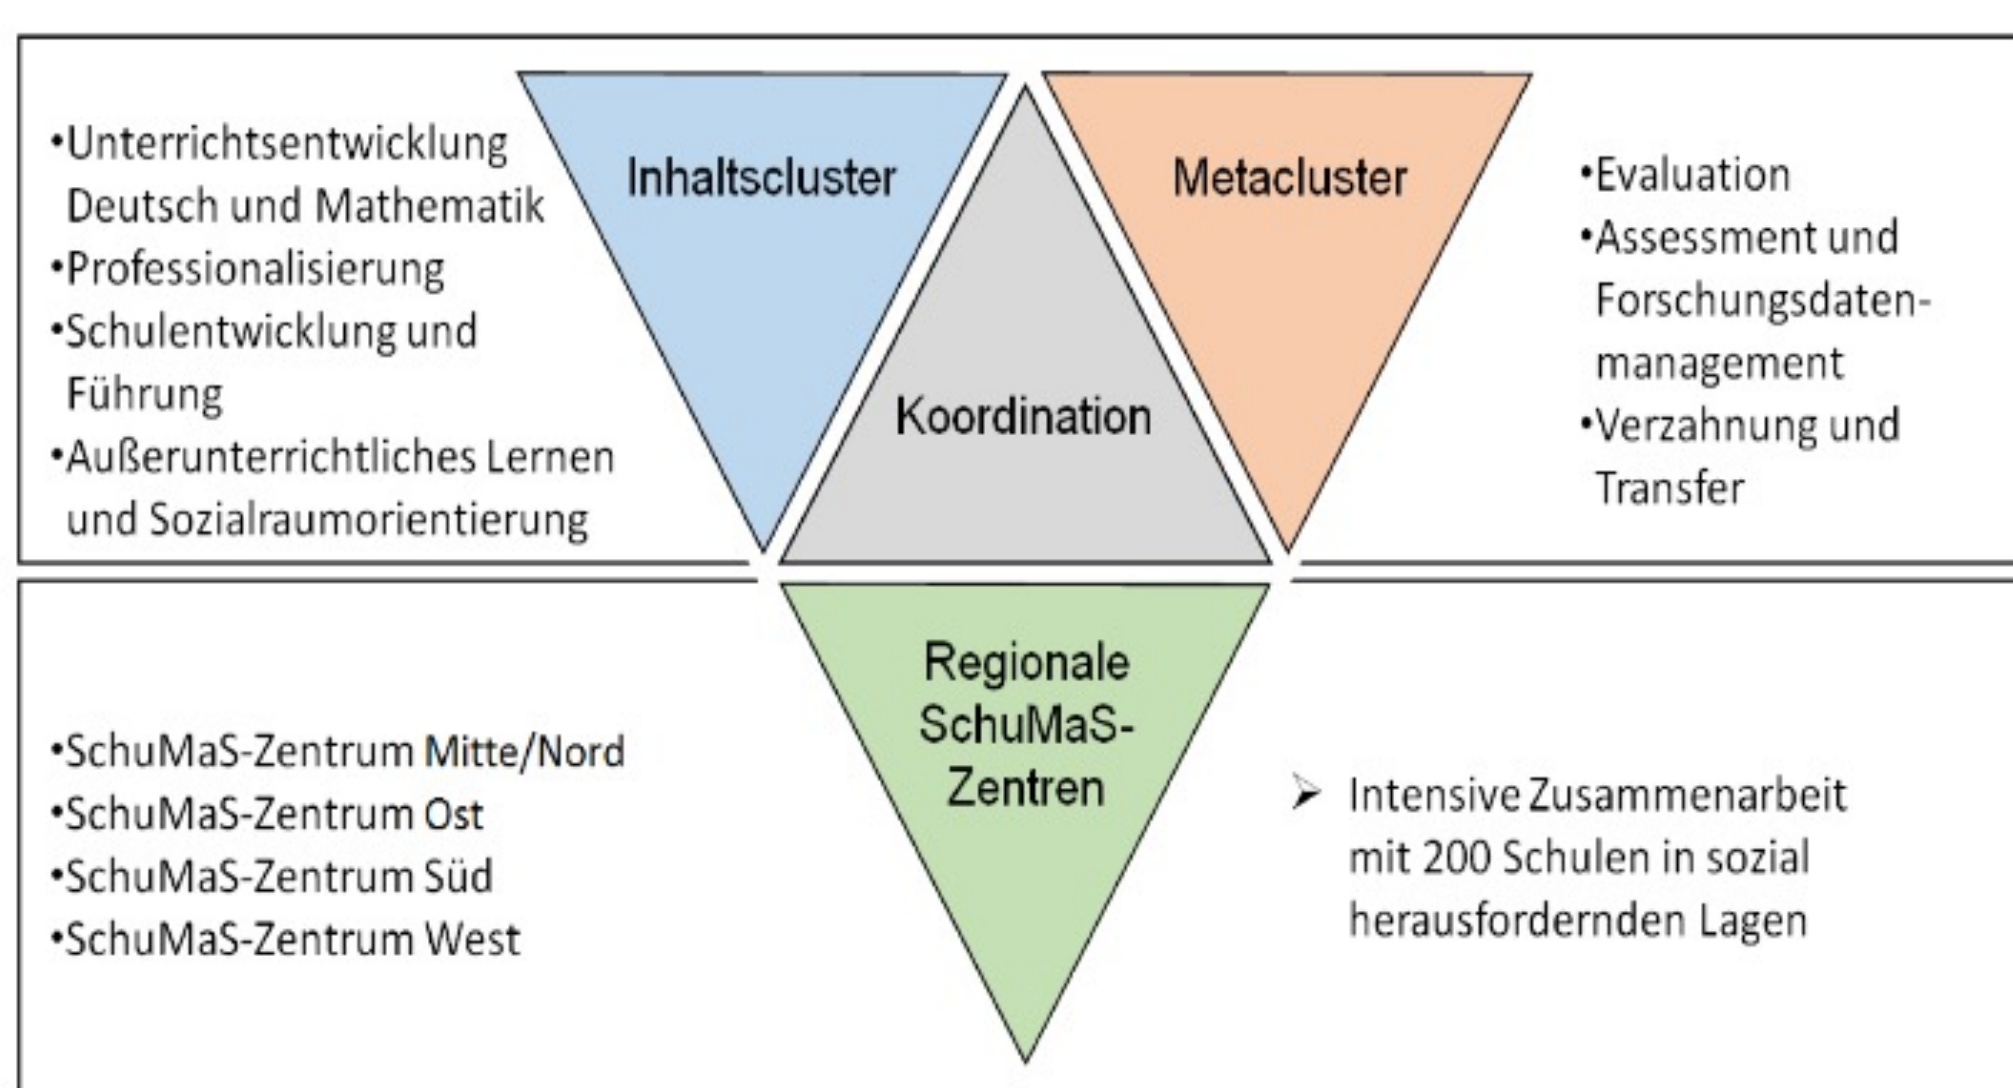 •Unterrichtsentwicklung
Deutsch und Mathematik
•Professionalisierung
•Schulentwicklung und
Führung
•Außerunterrichtliches Lernen
und Sozialraumorientierung
Inhaltscluster
Koordination
Metacluster
•Evaluation
•Assessment und
Forschungsdaten-
management
•Verzahnung und
Transfer
•SchuMaS-Zentrum Mitte/Nord
•SchuMaS-Zentrum Ost
•SchuMaS-Zentrum Süd
•SchuMaS-Zentrum West
Regionale
SchuMaS-
Zentren
➢ Intensive Zusammenarbeit
mit 200 Schulen in sozial
herausfordernden Lagen